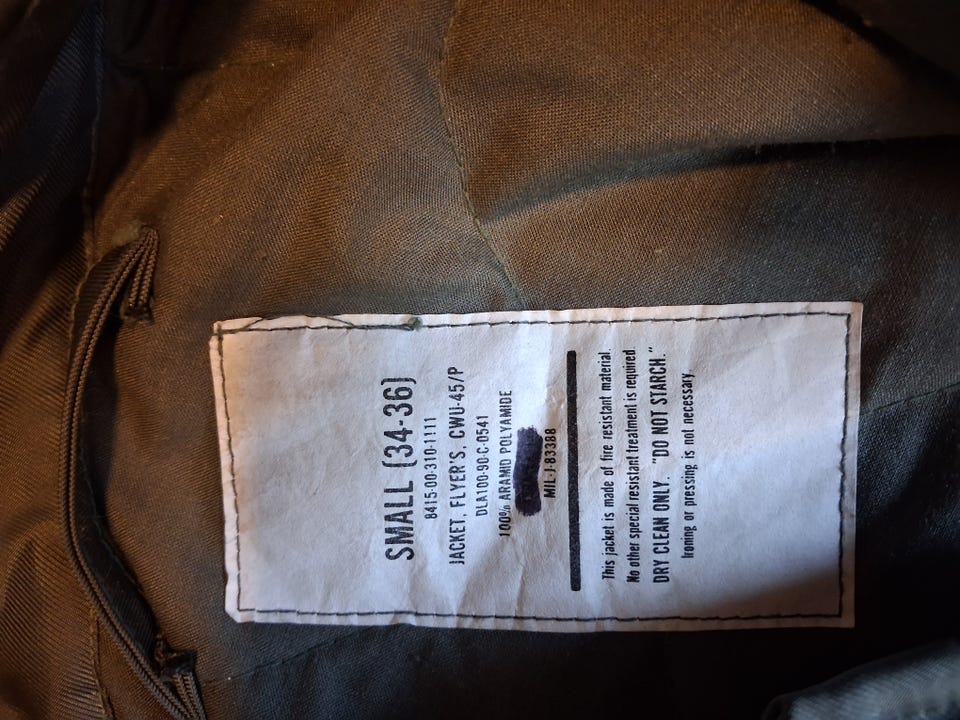 SMALL (34-36)
8415-00-310-1111
JACKET, FLYER'S, CWU-45/P
DLA100-90-C-0541
100% ARAMID POLYAMIDE
MIL-J-83388
This jacket is made of fire resistant material.
No other special resistant treatment is required.
DRY CLEAN ONLY. "DO NOT STARCH."
Ironing or pressing is not necessary.